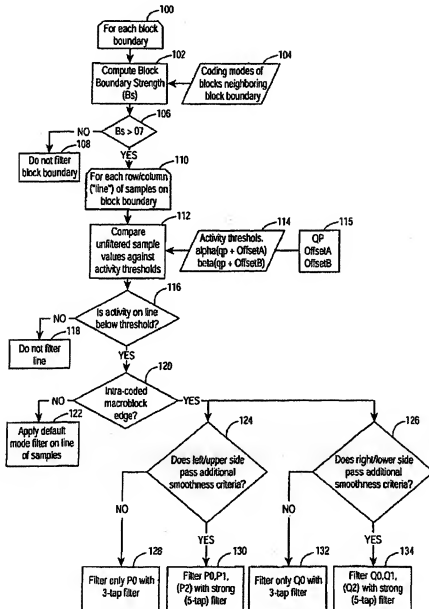 100
For each block
boundary
102
Compute Block
Boundary Strength
(Bs)
104
Coding modes of
blocks neighboring
block boundary
106
Bs > 0?
NO
108
Do not filter
block boundary
YES
110
For each row/column
("line") of samples on
block boundary
112
Compare
unfiltered sample
values against
activity thresholds
114
Activity threshols.
alpha(qp + OffsetA)
beta(qp + OffsetB)
115
QP
OffsetA
OffsetB
116
Is activity on line
below threshold?
NO
118
Do not filter
line
YES
120
Intra-coded
macroblock
edge?
NO
YES
122
Apply default
mode filter on line
of samples
124
Does left/upper side
pass additional
smoothness criteria?
126
Does right/lower side
pass additional
smoothness criteria?
NO
YES
NO
YES
128
Filter only P0 with
3-tap filter
130
Filter P0,P1,
(P2) with strong
(5-tap) filter
132
Filter only Q0 with
3-tap filter
134
Filter Q0,Q1,
(Q2) with strong
(5-tap) filter